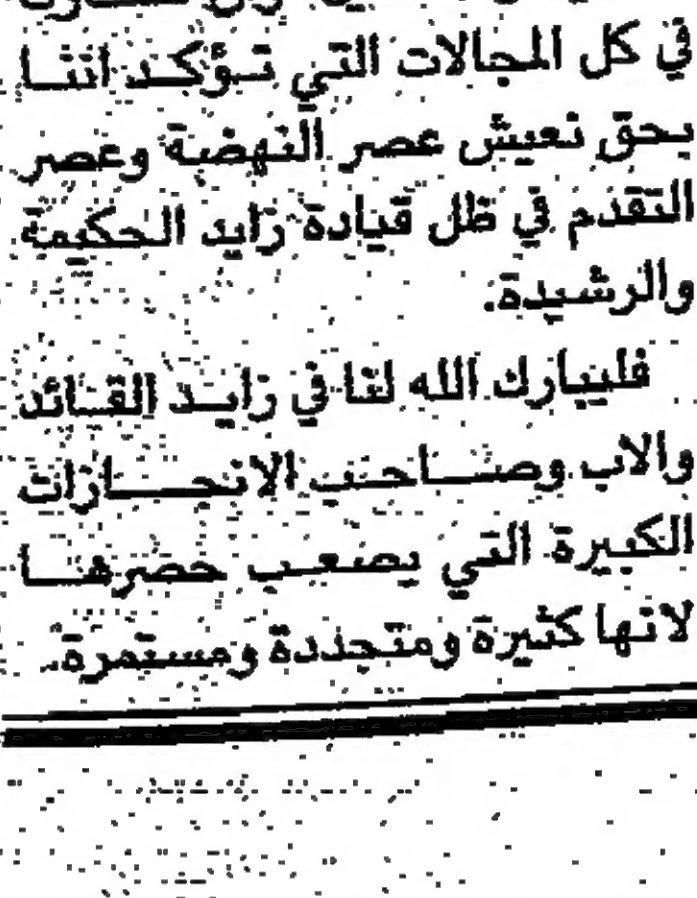 في كل المجالات التي تؤكد اننا
بحق نعيش عصر النهضة وعصر
التقدم في ظل قيادة زايد الحكيمة
والرشيدة.
فليبارك الله لنا في زايد القائد
والاب وصاحب الانجازات
الكبيرة التي يصعب حصرها
لانها كثيرة ومتجددة ومستمرة.